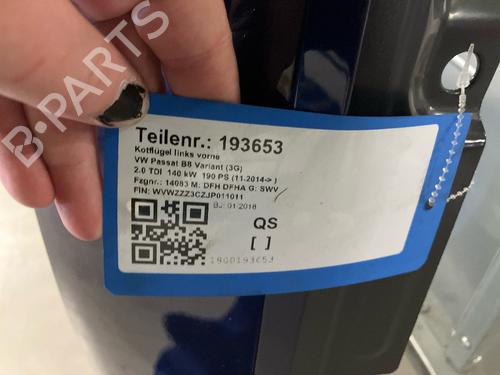 B-PARTS
Teilenr.: 193653
Kotflügel links vorne
VW Passat B8 Variant (3G)
2.0 TDI 140 kW 190 PS (11.2014-> )
Fzgnr.: 14083 M: DFH DFHA G: SWV
FIN: WVWZZZ3CZJP011011
BJ: 01-2018
QS
[ ]
1900193653